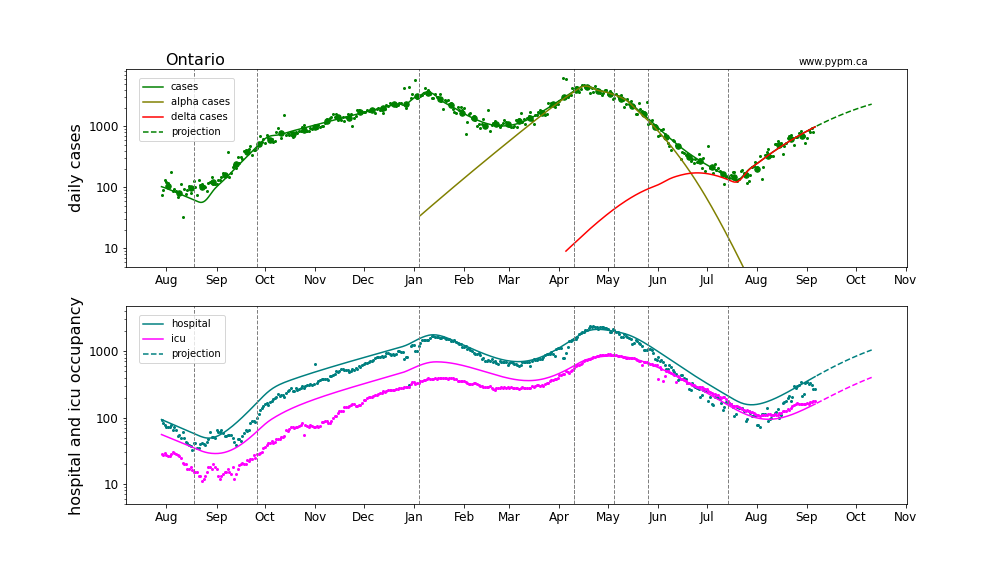 Ontario
www.pypm.ca
daily cases
cases
alpha cases
delta cases
projection
1000
100
10
Aug Sep Oct Nov Dec Jan Feb Mar Apr May Jun Jul Aug Sep Oct Nov
hospital and icu occupancy
hospital
icu
projection
1000
100
10
Aug Sep Oct Nov Dec Jan Feb Mar Apr May Jun Jul Aug Sep Oct Nov